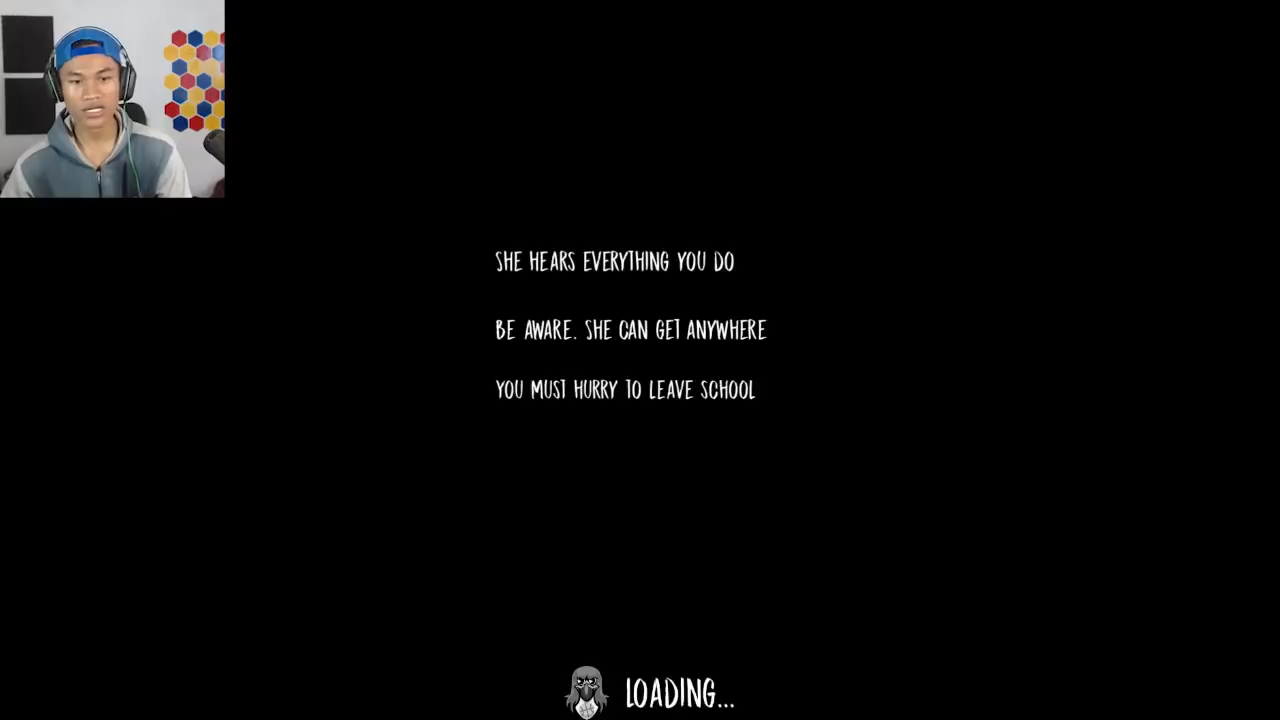 SHE HEARS EVERYTHING YOU DO
BE AWARE. SHE CAN GET ANYWHERE
YOU MUST HURRY TO LEAVE SCHOOL
LOADING...